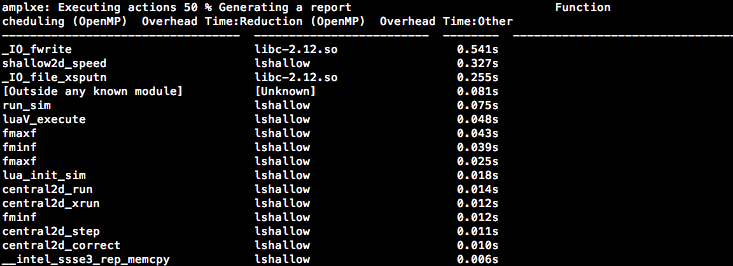 amplxe: Executing actions 50 % Generating a report Function
cheduling (OpenMP) Overhead Time:Reduction (OpenMP) Overhead Time:Other
_IO_fwrite libc-2.12.so 0.541s
shallow2d_speed lshallow 0.327s
_IO_file_xsputn libc-2.12.so 0.255s
[Outside any known module] [Unknown] 0.081s
run_sim lshallow 0.075s
luaV_execute lshallow 0.048s
fmaxf lshallow 0.043s
fminf lshallow 0.039s
fmaxf lshallow 0.025s
lua_init_sim lshallow 0.018s
central2d_run lshallow 0.014s
central2d_xrun lshallow 0.012s
fminf lshallow 0.012s
central2d_step lshallow 0.011s
central2d_correct lshallow 0.010s
__intel_ssse3_rep_memcpy lshallow 0.006s